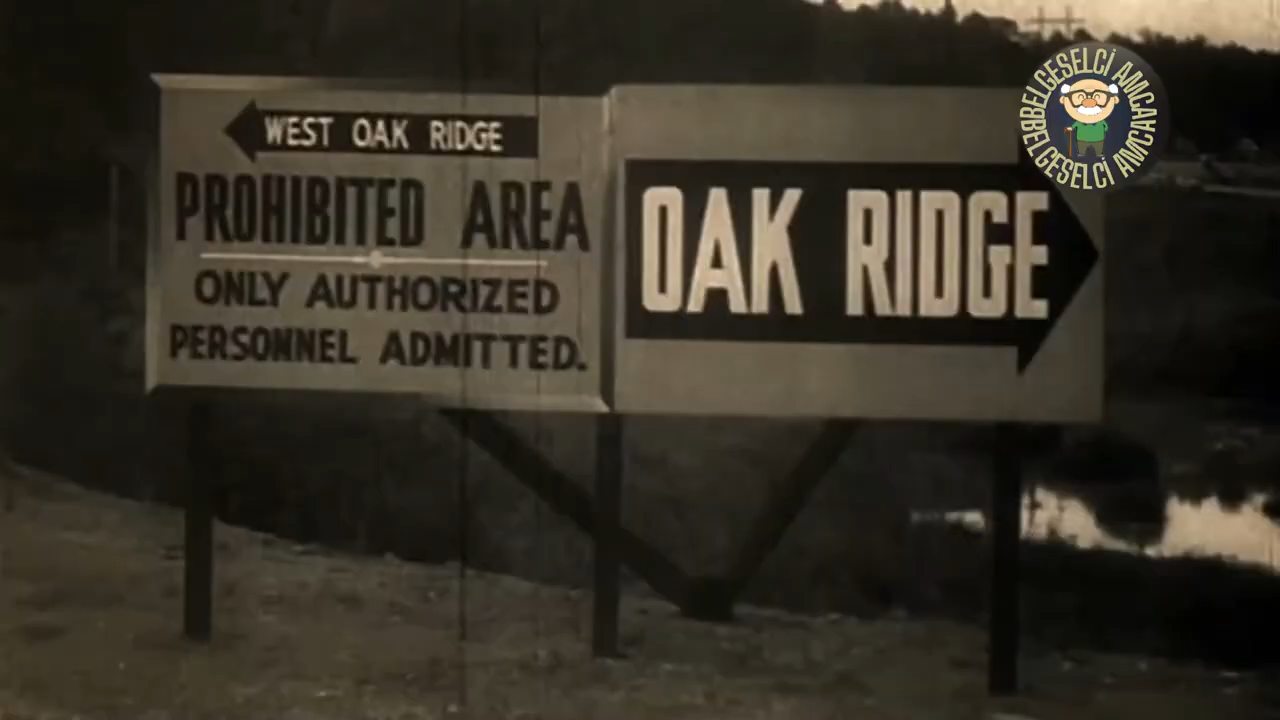 WEST OAK RIDGE
PROHIBITED AREA
ONLY AUTHORIZED
PERSONNEL ADMITTED.
OAK RIDGE
BELGESELCİ AMCA
BELGESELCİ AMCA